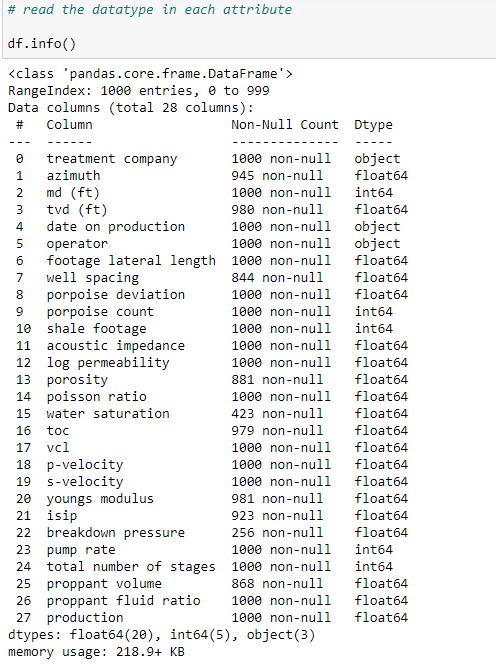 # read the datatype in each attribute
df.info()
<class 'pandas.core.frame.DataFrame'>
RangeIndex: 1000 entries, 0 to 999
Data columns (total 28 columns):
 #   Column                  Non-Null Count  Dtype
---  ------                  --------------  -----
 0   treatment company       1000 non-null   object
 1   azimuth                 945 non-null    float64
 2   md (ft)                 1000 non-null   int64
 3   tvd (ft)                980 non-null    float64
 4   date on production      1000 non-null   object
 5   operator                1000 non-null   object
 6   footage lateral length  1000 non-null   float64
 7   well spacing            844 non-null    float64
 8   porpoise deviation      1000 non-null   float64
 9   porpoise count          1000 non-null   int64
 10  shale footage           1000 non-null   int64
 11  acoustic impedance      1000 non-null   float64
 12  log permeability        1000 non-null   float64
 13  porosity                881 non-null    float64
 14  poisson ratio           1000 non-null   float64
 15  water saturation        423 non-null    float64
 16  toc                     979 non-null    float64
 17  vcl                     1000 non-null   float64
 18  p-velocity              1000 non-null   float64
 19  s-velocity              1000 non-null   float64
 20  youngs modulus          981 non-null    float64
 21  isip                    923 non-null    float64
 22  breakdown pressure      256 non-null    float64
 23  pump rate               1000 non-null   int64
 24  total number of stages  1000 non-null   int64
 25  proppant volume         868 non-null    float64
 26  proppant fluid ratio    1000 non-null   float64
 27  production              1000 non-null   float64
dtypes: float64(20), int64(5), object(3)
memory usage: 218.9+ KB